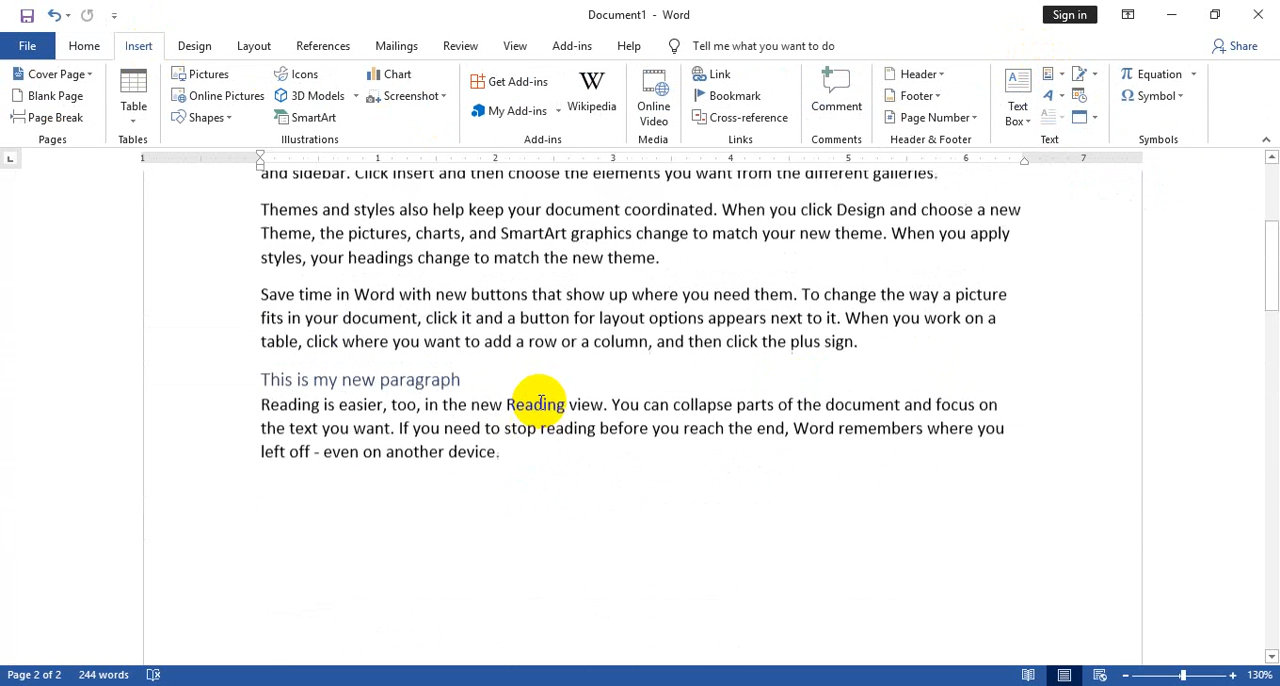 Document1 - Word
Sign in
File Home Insert Design Layout References Mailings Review View Add-ins Help Tell me what you want to do Share
Cover Page
Blank Page
Page Break
Pages
Table
Tables
Pictures
Online Pictures
Shapes
Icons
3D Models
SmartArt
Chart
Screenshot
Illustrations
Get Add-ins
My Add-ins
W
Wikipedia
Add-ins
Online
Video
Media
Link
Bookmark
Cross-reference
Links
Comment
Comments
Header
Footer
Page Number
Header & Footer
A
Text
Box
Text
π Equation
Ω Symbol
Symbols
1 1 2 3 4 5 6 7
and sidebar. Click Insert and then choose the elements you want from the different galleries.
Themes and styles also help keep your document coordinated. When you click Design and choose a new
Theme, the pictures, charts, and SmartArt graphics change to match your new theme. When you apply
styles, your headings change to match the new theme.
Save time in Word with new buttons that show up where you need them. To change the way a picture
fits in your document, click it and a button for layout options appears next to it. When you work on a
table, click where you want to add a row or a column, and then click the plus sign.
This is my new paragraph
Reading is easier, too, in the new Reading view. You can collapse parts of the document and focus on
the text you want. If you need to stop reading before you reach the end, Word remembers where you
left off - even on another device.
Page 2 of 2 244 words 130%